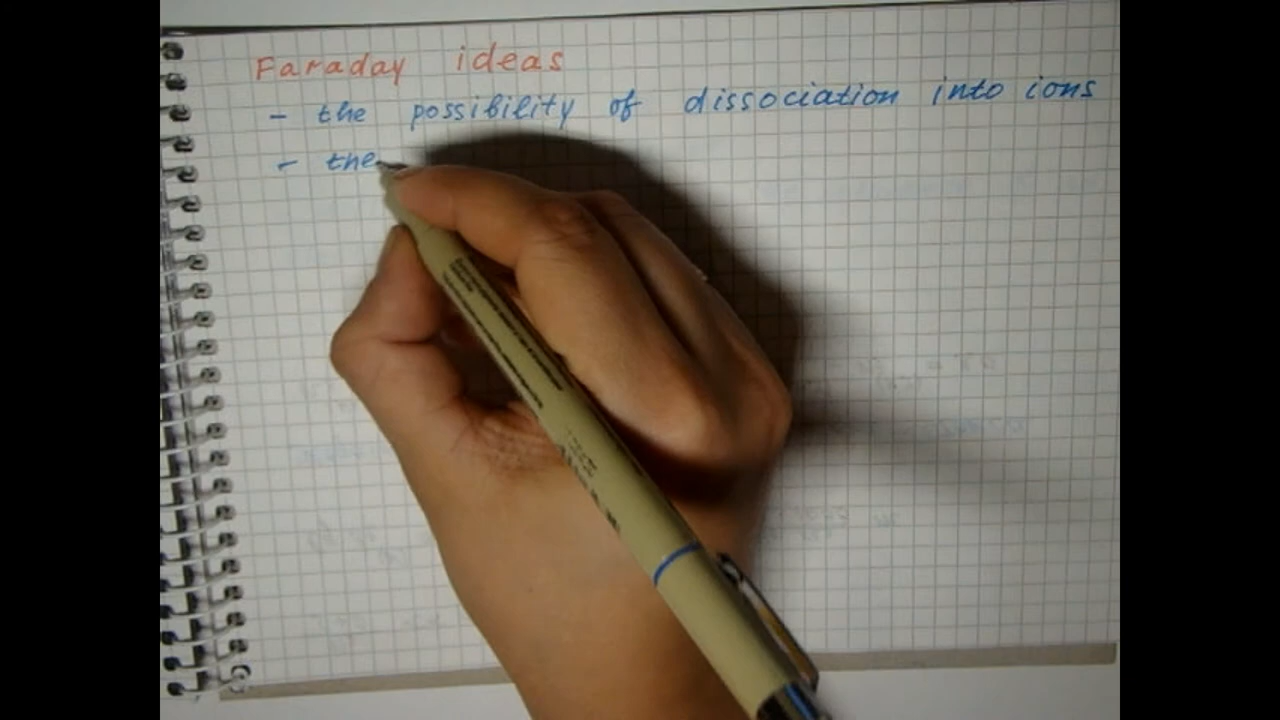 Faraday ideas
- the possibility of dissociation into ions
- the